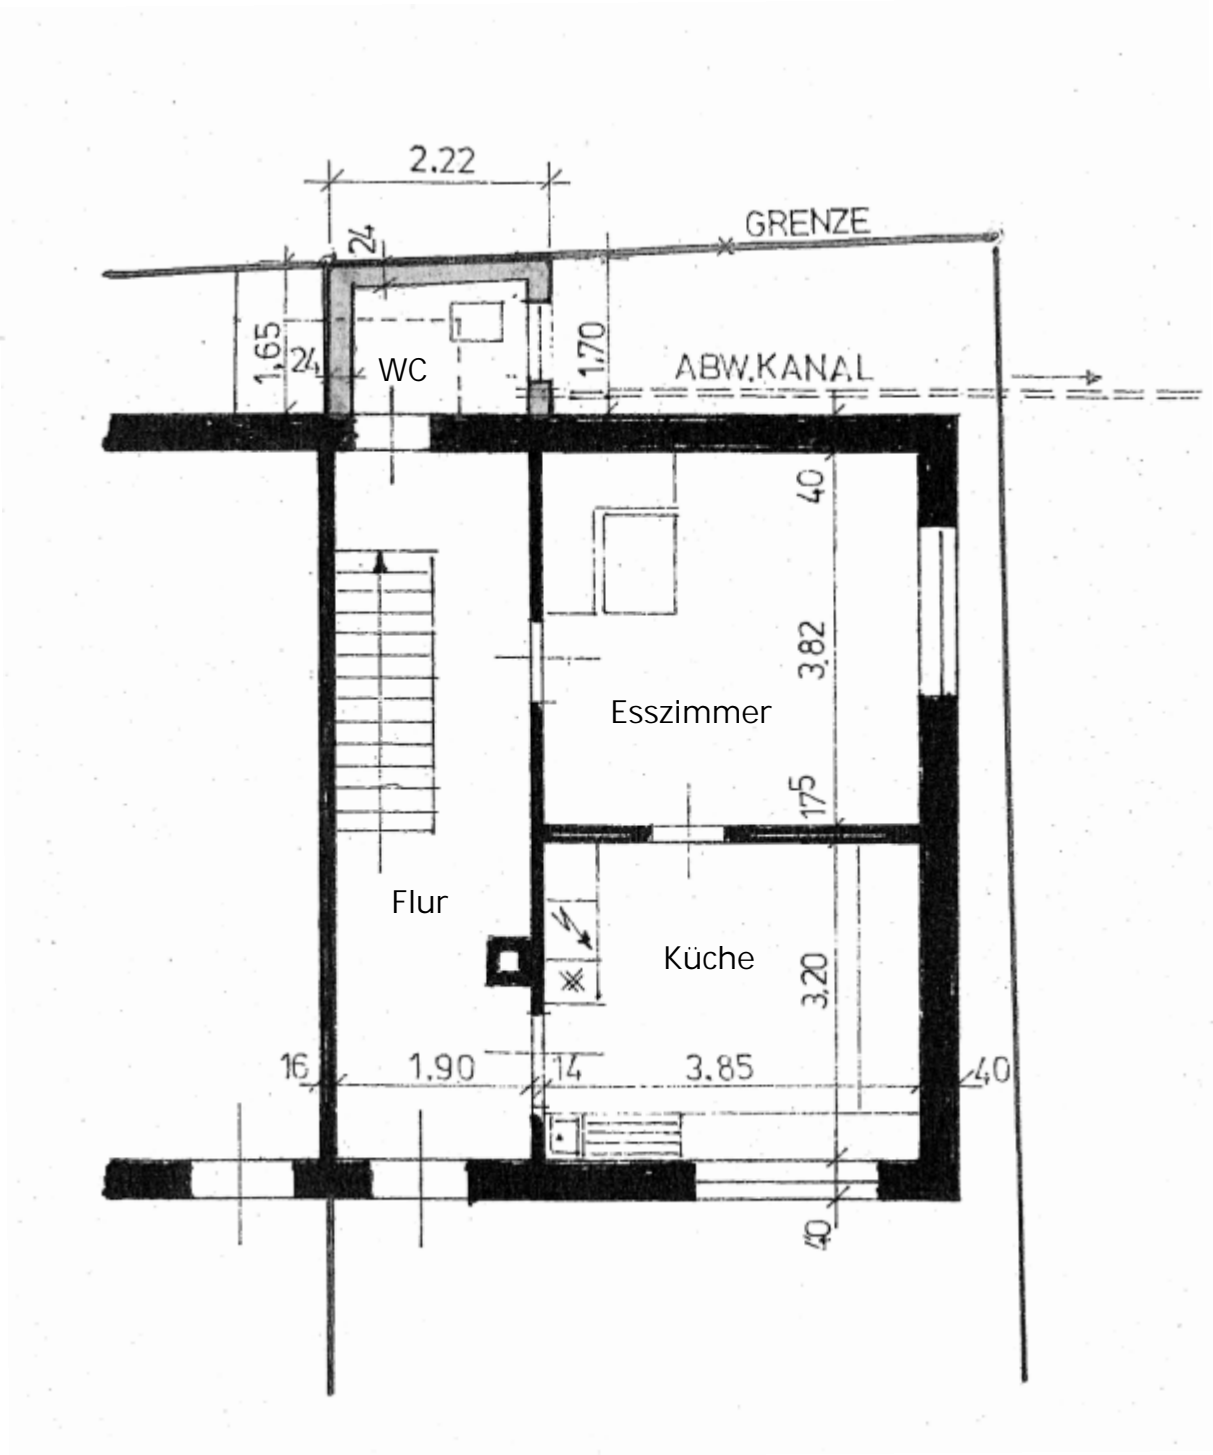 2.22
GRENZE
24
1,65
24
WC
1,70
ABW.KANAL
40
3,82
Esszimmer
17⁵
Flur
Küche
3,20
16
1,90
14
3.85
40
40